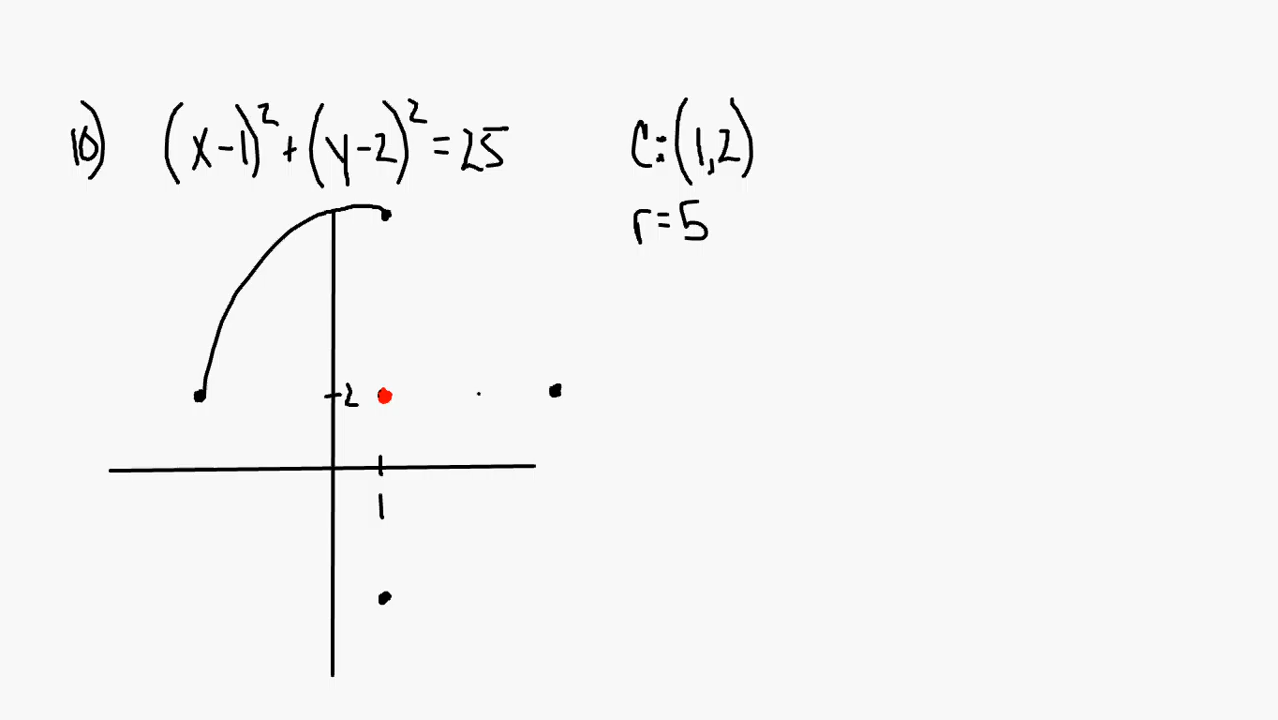 10) (x-1)² + (y-2)² = 25
C: (1,2)
r = 5
2
1